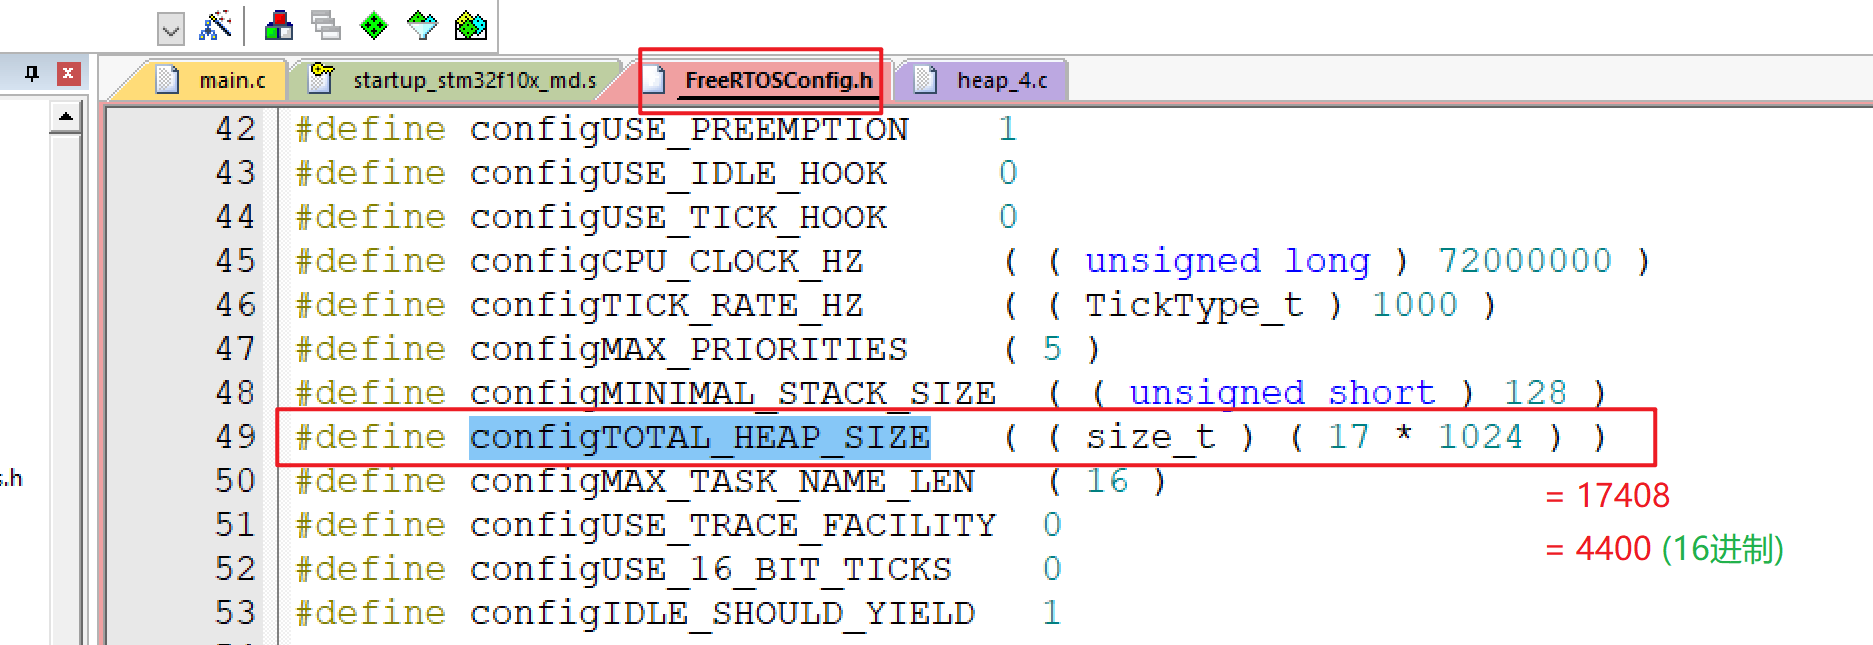 main.c startup_stm32f10x_md.s FreeRTOSConfig.h heap_4.c
42 #define configUSE_PREEMPTION 1
43 #define configUSE_IDLE_HOOK 0
44 #define configUSE_TICK_HOOK 0
45 #define configCPU_CLOCK_HZ ( ( unsigned long ) 72000000 )
46 #define configTICK_RATE_HZ ( ( TickType_t ) 1000 )
47 #define configMAX_PRIORITIES ( 5 )
48 #define configMINIMAL_STACK_SIZE ( ( unsigned short ) 128 )
49 #define configTOTAL_HEAP_SIZE ( ( size_t ) ( 17 * 1024 ) )
.h 50 #define configMAX_TASK_NAME_LEN ( 16 )
= 17408
51 #define configUSE_TRACE_FACILITY 0
= 4400 (16进制)
52 #define configUSE_16_BIT_TICKS 0
53 #define configIDLE_SHOULD_YIELD 1